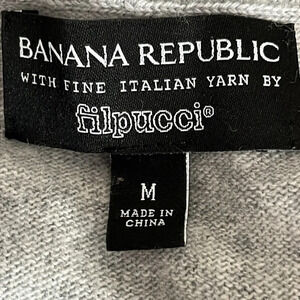 BANANA REPUBLIC
WITH FINE ITALIAN YARN BY
filpucci®
M
MADE IN
CHINA